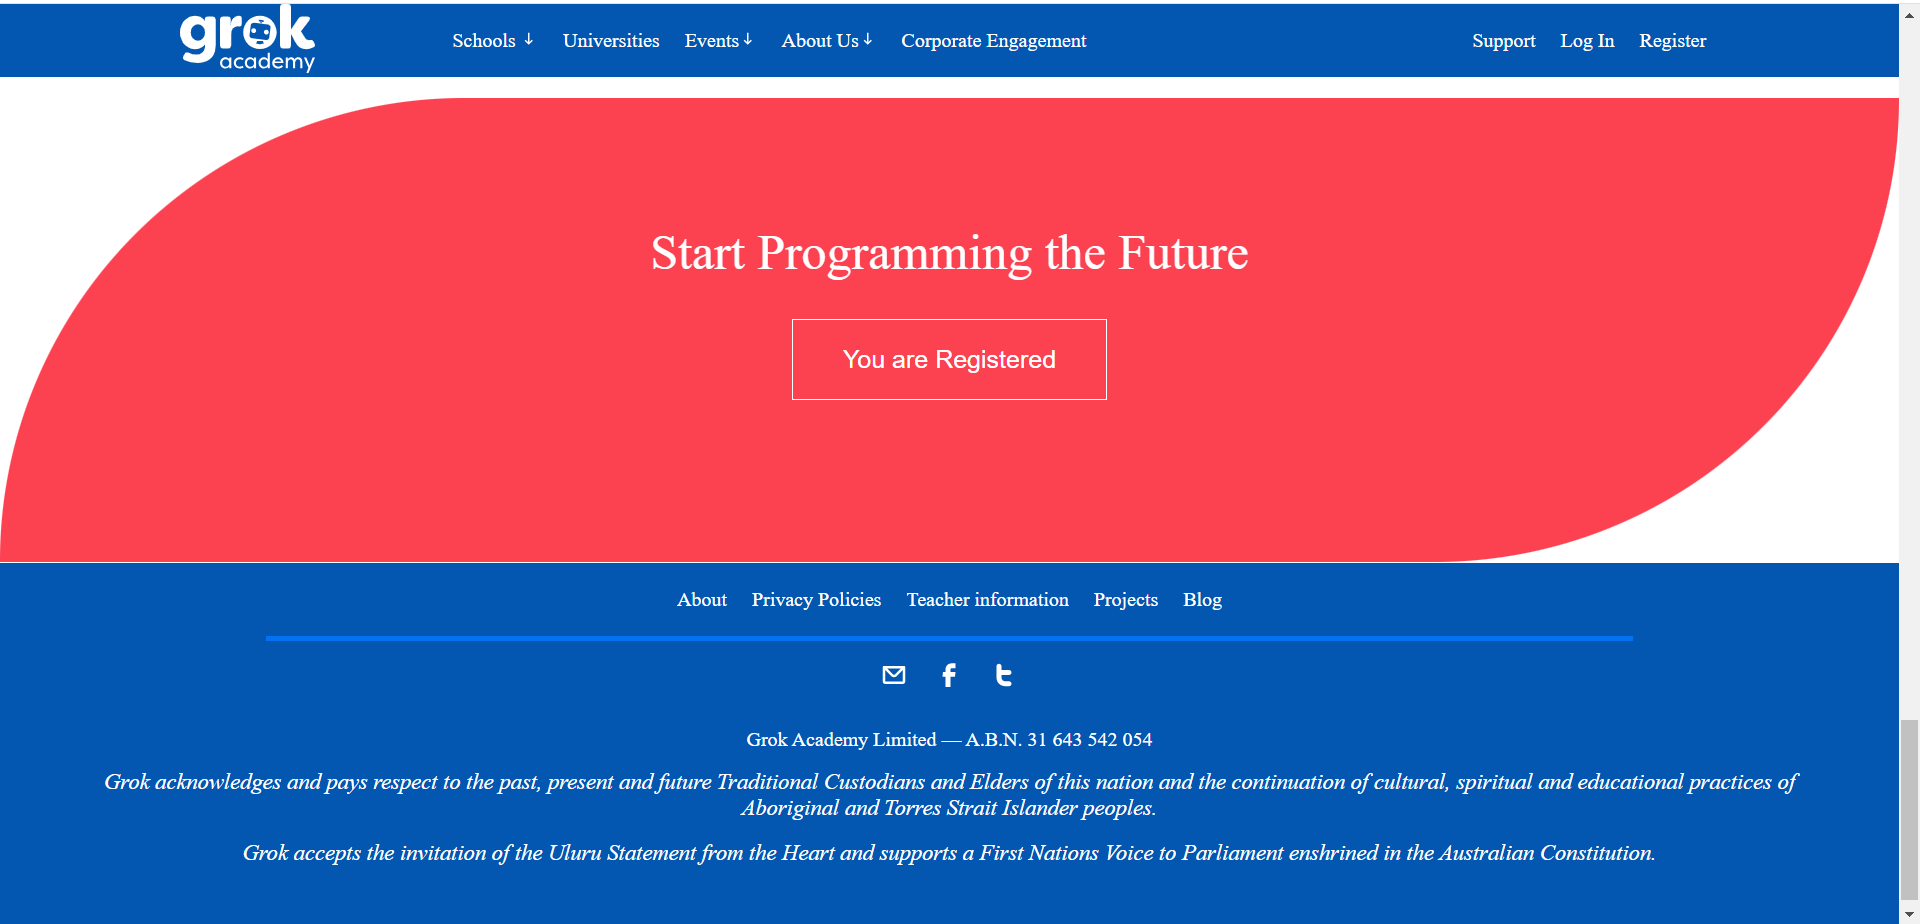 grok
academy
Schools ↓ Universities Events ↓ About Us ↓ Corporate Engagement Support Log In Register
Start Programming the Future
You are Registered
About Privacy Policies Teacher information Projects Blog
Grok Academy Limited — A.B.N. 31 643 542 054
Grok acknowledges and pays respect to the past, present and future Traditional Custodians and Elders of this nation and the continuation of cultural, spiritual and educational practices of
Aboriginal and Torres Strait Islander peoples.
Grok accepts the invitation of the Uluru Statement from the Heart and supports a First Nations Voice to Parliament enshrined in the Australian Constitution.